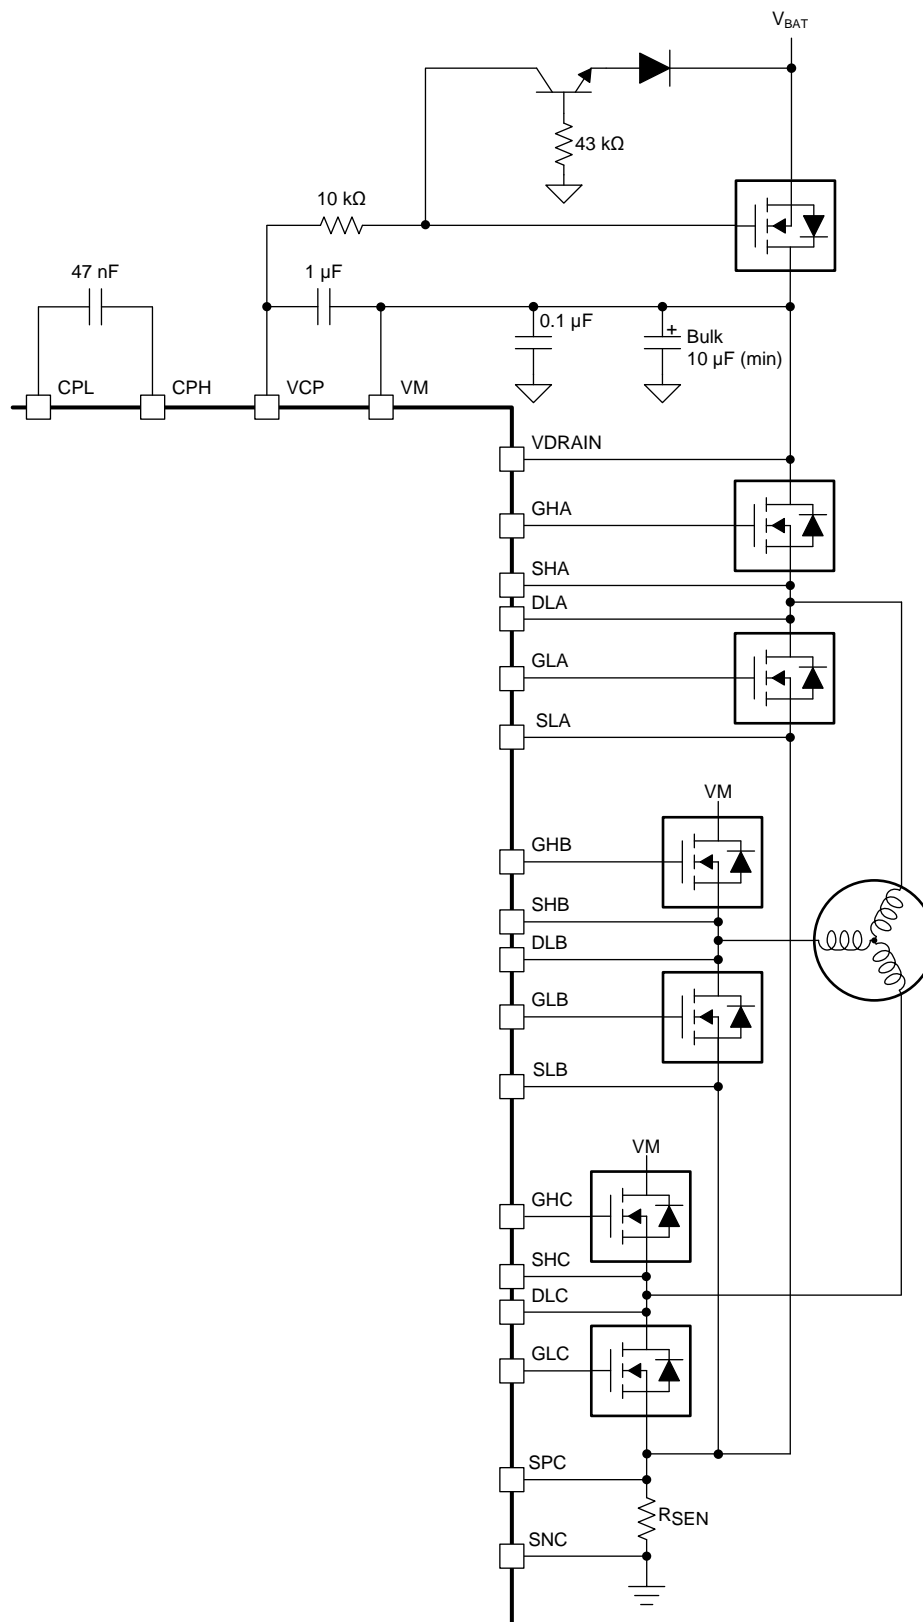 VBAT
43 kΩ
10 kΩ
47 nF
1 µF
0.1 µF
+
Bulk
10 µF (min)
CPL
CPH
VCP
VM
VDRAIN
GHA
SHA
DLA
GLA
SLA
VM
GHB
SHB
DLB
GLB
SLB
VM
GHC
SHC
DLC
GLC
SPC
RSEN
SNC